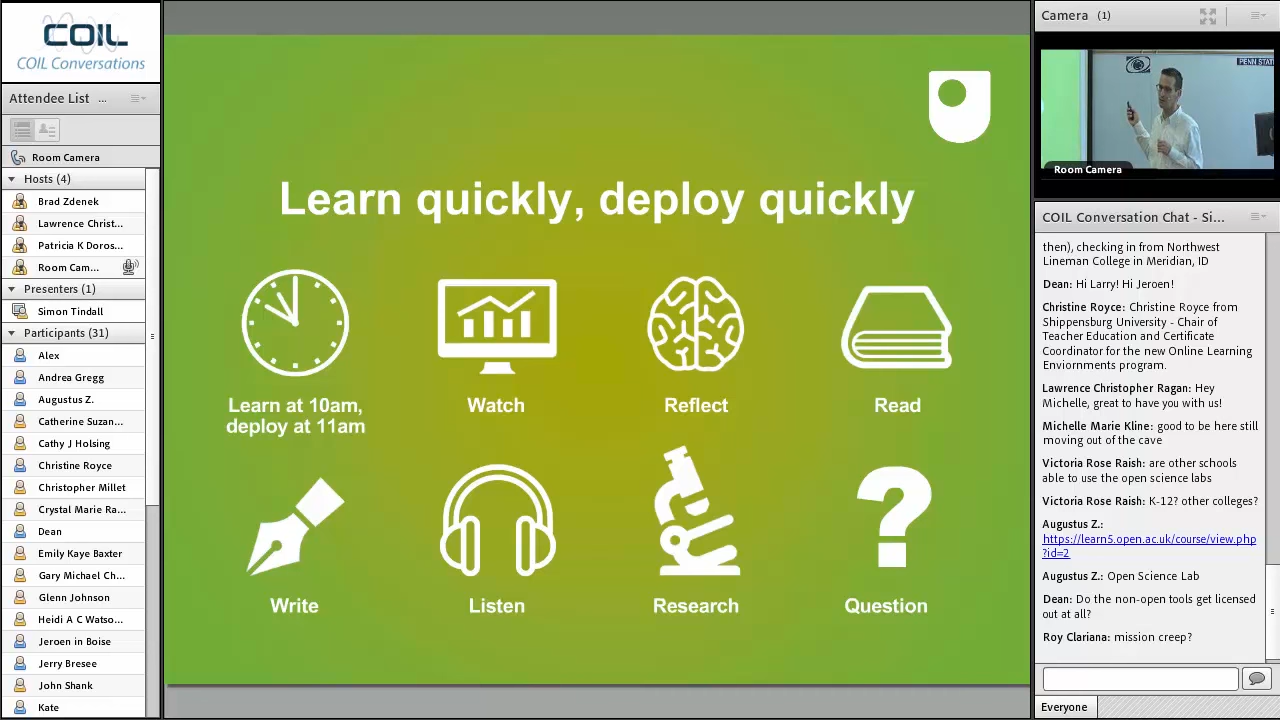 COIL
COIL Conversations
Attendee List ...
Room Camera
Hosts (4)
Brad Zdenek
Lawrence Christ...
Patricia K Doros...
Room Cam...
Presenters (1)
Simon Tindall
Participants (31)
Alex
Andrea Gregg
Augustus Z.
Catherine Suzan...
Cathy J Holsing
Christine Royce
Christopher Millet
Crystal Marie Ra...
Dean
Emily Kaye Baxter
Gary Michael Ch...
Glenn Johnson
Heidi A C Watso...
Jeroen in Boise
Jerry Bresee
John Shank
Kate
Learn quickly, deploy quickly
Learn at 10am,
deploy at 11am
Watch
Reflect
Read
Write
Listen
Research
Question
Camera (1)
PENN STAT
Room Camera
COIL Conversation Chat - Si...
then), checking in from Northwest
Lineman College in Meridian, ID
Dean: Hi Larry! Hi Jeroen!
Christine Royce: Christine Royce from
Shippensburg University - Chair of
Teacher Education and Certificate
Coordinator for the new Online Learning
Enviornments program.
Lawrence Christopher Ragan: Hey
Michelle, great to have you with us!
Michelle Marie Kline: good to be here still
moving out of the cave
Victoria Rose Raish: are other schools
able to use the open science labs
Victoria Rose Raish: K-12? other colleges?
Augustus Z.:
https://learn5.open.ac.uk/course/view.php
?id=2
Augustus Z.: Open Science Lab
Dean: Do the non-open tools get licensed
out at all?
Roy Clariana: mission creep?
Everyone